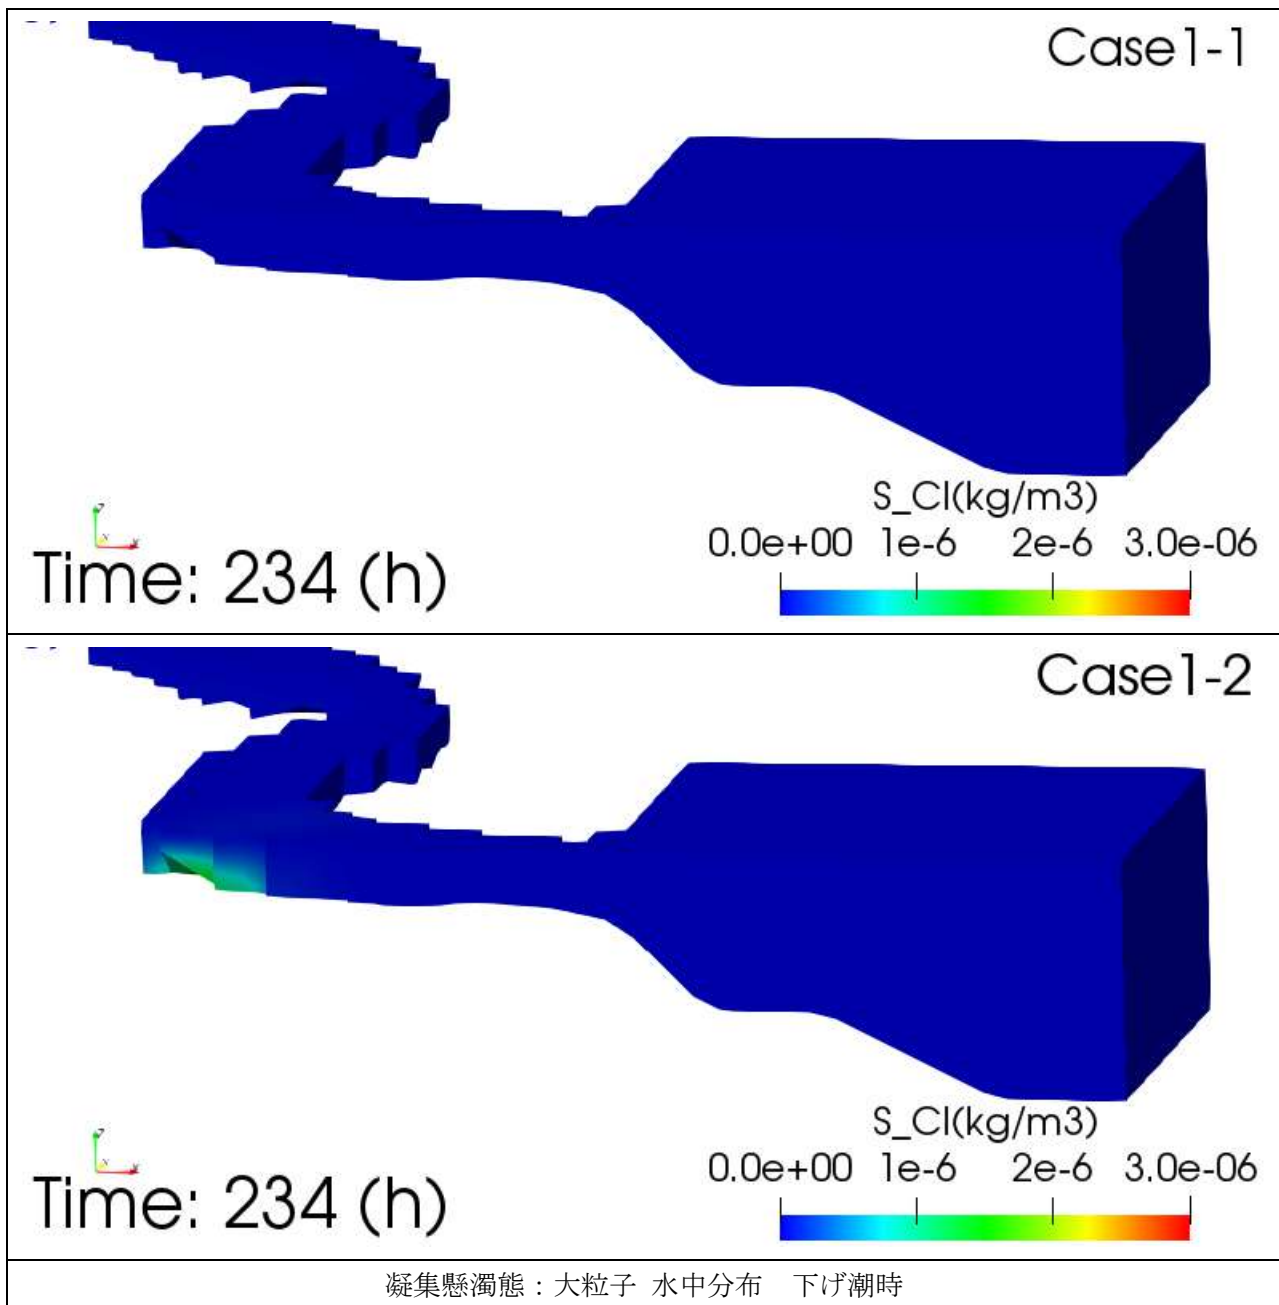 Case1-1
S_Cl(kg/m3)
0.0e+00 1e-6 2e-6 3.0e-06
Time: 234 (h)
Case1-2
S_Cl(kg/m3)
0.0e+00 1e-6 2e-6 3.0e-06
Time: 234 (h)
凝集懸濁態：大粒子 水中分布　下げ潮時